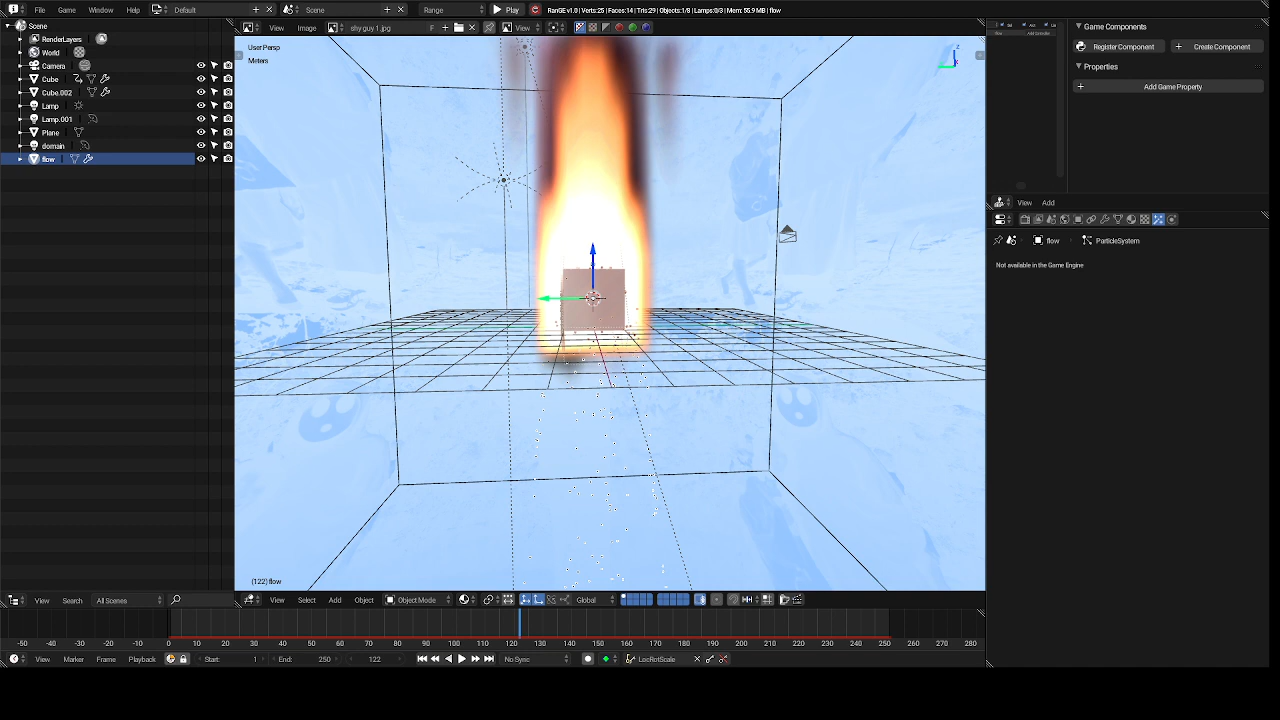 File Game Window Help Default Scene Range Play RanGE v1.0 | Verts:25 | Faces:14 | Tris:29 | Objects:1/8 | Lamps:0/3 | Mem: 55.9 MB | flow
Scene
RenderLayers
World
Camera
Cube
Cube.002
Lamp
Lamp.001
Plane
domain
flow
View Image shy guy 1.jpg F View
User Persp
Meters
Z
(122) flow
Game Components
Register Component Create Component
Properties
Add Game Property
View Add
flow ParticleSystem
Not available in the Game Engine
View Search All Scenes
View Select Add Object Object Mode Global
-50 -40 -30 -20 -10 0 10 20 30 40 50 60 70 80 90 100 110 120 130 140 150 160 170 180 190 200 210 220 230 240 250 260 270 280
View Marker Frame Playback Start: 1 End: 250 122 No Sync LocRotScale